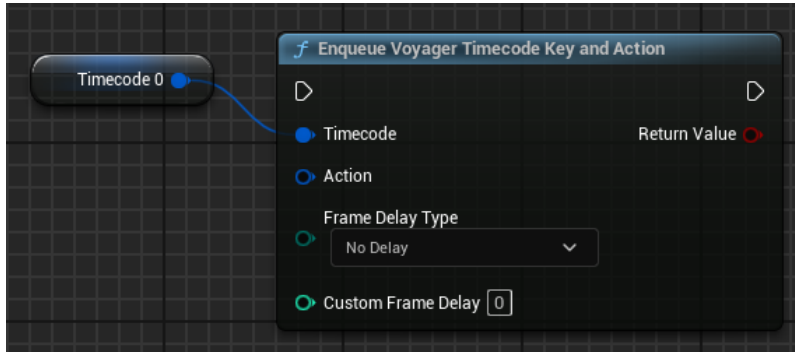 Enqueue Voyager Timecode Key and Action
Timecode 0
Timecode
Return Value
Action
Frame Delay Type
No Delay
Custom Frame Delay 0